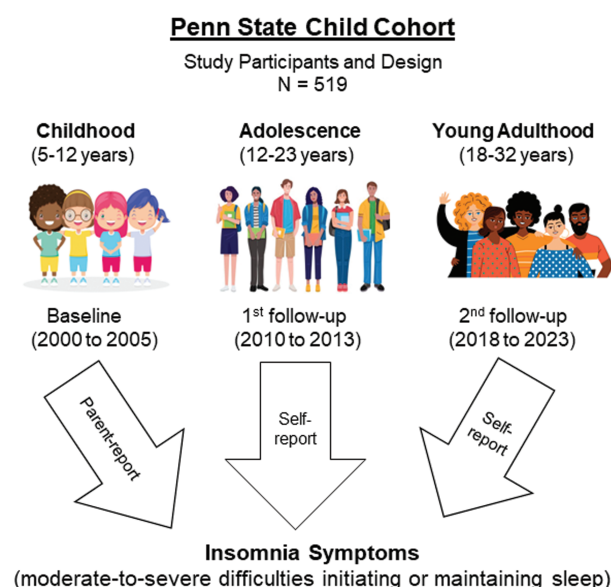 Penn State Child Cohort
Study Participants and Design
N = 519
Childhood
(5-12 years)
Adolescence
(12-23 years)
Young Adulthood
(18-32 years)
Baseline
(2000 to 2005)
1st follow-up
(2010 to 2013)
2nd follow-up
(2018 to 2023)
Parent-report
Self-
report
Self-
report
Insomnia Symptoms
(moderate-to-severe difficulties initiating or maintaining sleep)